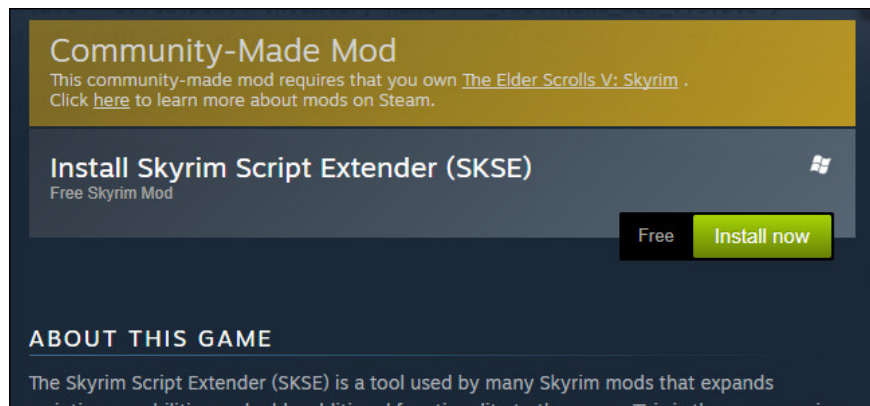 Community-Made Mod
This community-made mod requires that you own The Elder Scrolls V: Skyrim .
Click here to learn more about mods on Steam.
Install Skyrim Script Extender (SKSE)
Free Skyrim Mod
Free
Install now
ABOUT THIS GAME
The Skyrim Script Extender (SKSE) is a tool used by many Skyrim mods that expands